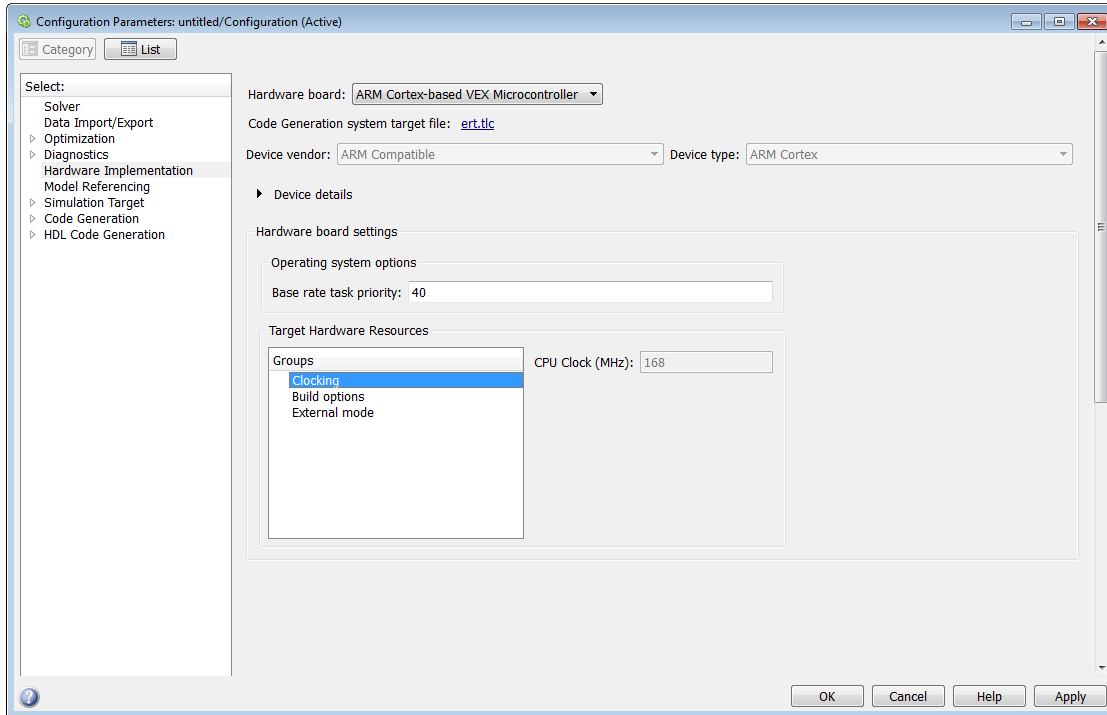 Configuration Parameters: untitled/Configuration (Active)
Category
List
Select:
Solver
Data Import/Export
Optimization
Diagnostics
Hardware Implementation
Model Referencing
Simulation Target
Code Generation
HDL Code Generation
Hardware board: ARM Cortex-based VEX Microcontroller
Code Generation system target file: ert.tlc
Device vendor: ARM Compatible Device type: ARM Cortex
Device details
Hardware board settings
Operating system options
Base rate task priority: 40
Target Hardware Resources
Groups
Clocking
Build options
External mode
CPU Clock (MHz): 168
OK Cancel Help Apply